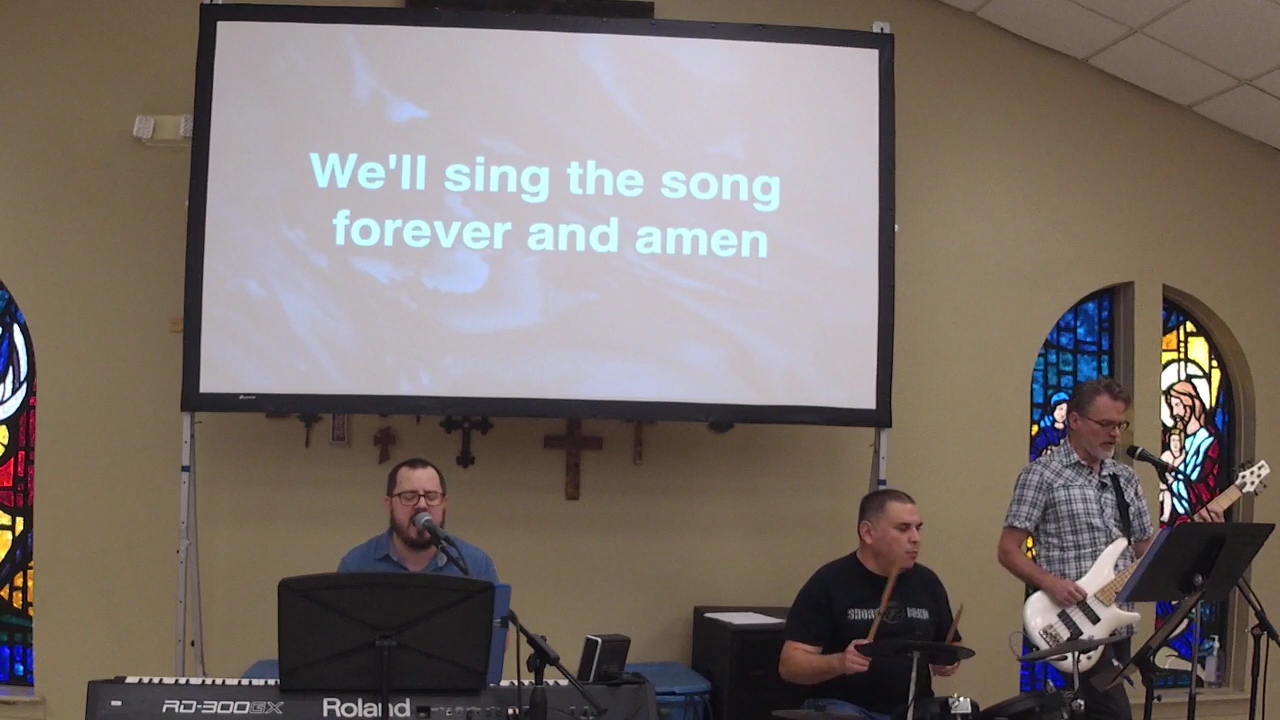 We'll sing the song
forever and amen
RD-300GX
Roland